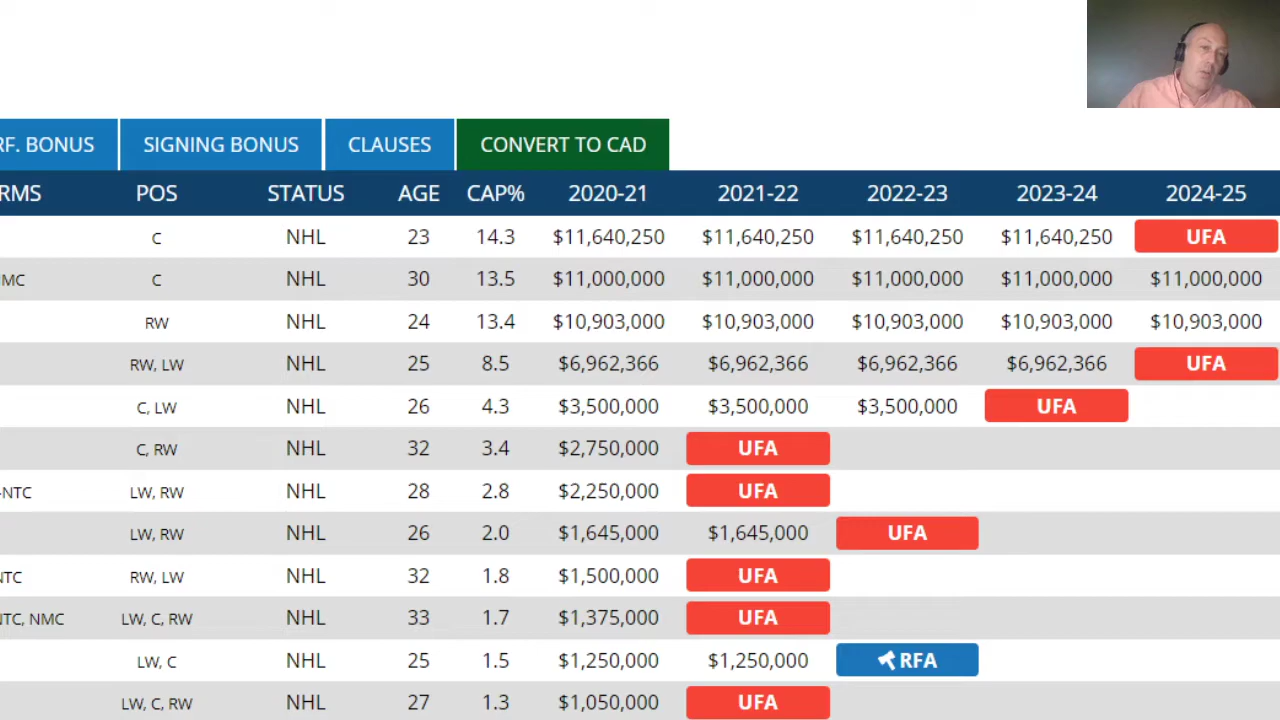 RF. BONUS SIGNING BONUS CLAUSES CONVERT TO CAD
RMS POS STATUS AGE CAP% 2020-21 2021-22 2022-23 2023-24 2024-25
C NHL 23 14.3 $11,640,250 $11,640,250 $11,640,250 $11,640,250 UFA
MC C NHL 30 13.5 $11,000,000 $11,000,000 $11,000,000 $11,000,000 $11,000,000
RW NHL 24 13.4 $10,903,000 $10,903,000 $10,903,000 $10,903,000 $10,903,000
RW, LW NHL 25 8.5 $6,962,366 $6,962,366 $6,962,366 $6,962,366 UFA
C, LW NHL 26 4.3 $3,500,000 $3,500,000 $3,500,000 UFA
C, RW NHL 32 3.4 $2,750,000 UFA
-NTC LW, RW NHL 28 2.8 $2,250,000 UFA
LW, RW NHL 26 2.0 $1,645,000 $1,645,000 UFA
NTC RW, LW NHL 32 1.8 $1,500,000 UFA
NTC, NMC LW, C, RW NHL 33 1.7 $1,375,000 UFA
LW, C NHL 25 1.5 $1,250,000 $1,250,000 RFA
LW, C, RW NHL 27 1.3 $1,050,000 UFA